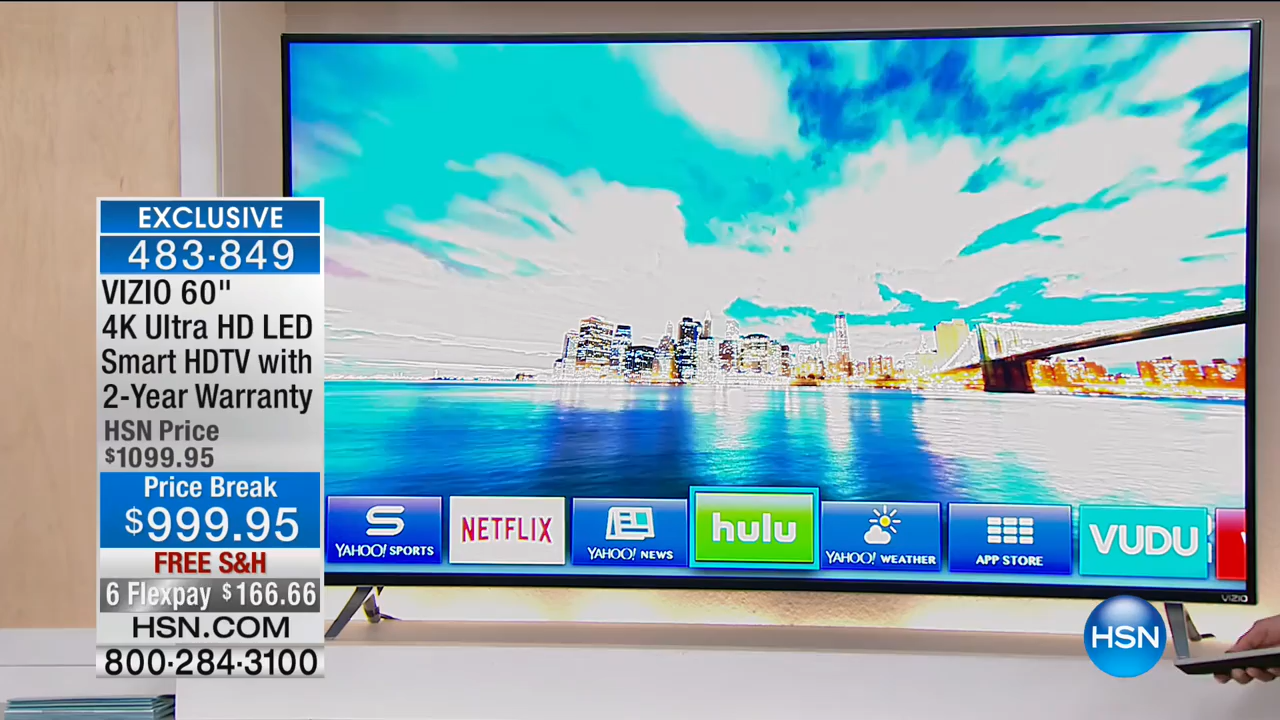 EXCLUSIVE
483·849
VIZIO 60"
4K Ultra HD LED
Smart HDTV with
2-Year Warranty
HSN Price
$1099.95
Price Break
$999.95
FREE S&H
6 Flexpay $166.66
HSN.COM
800·284·3100
YAHOO! SPORTS
NETFLIX
YAHOO! NEWS
hulu
YAHOO! WEATHER
APP STORE
VUDU
VIZIO
HSN